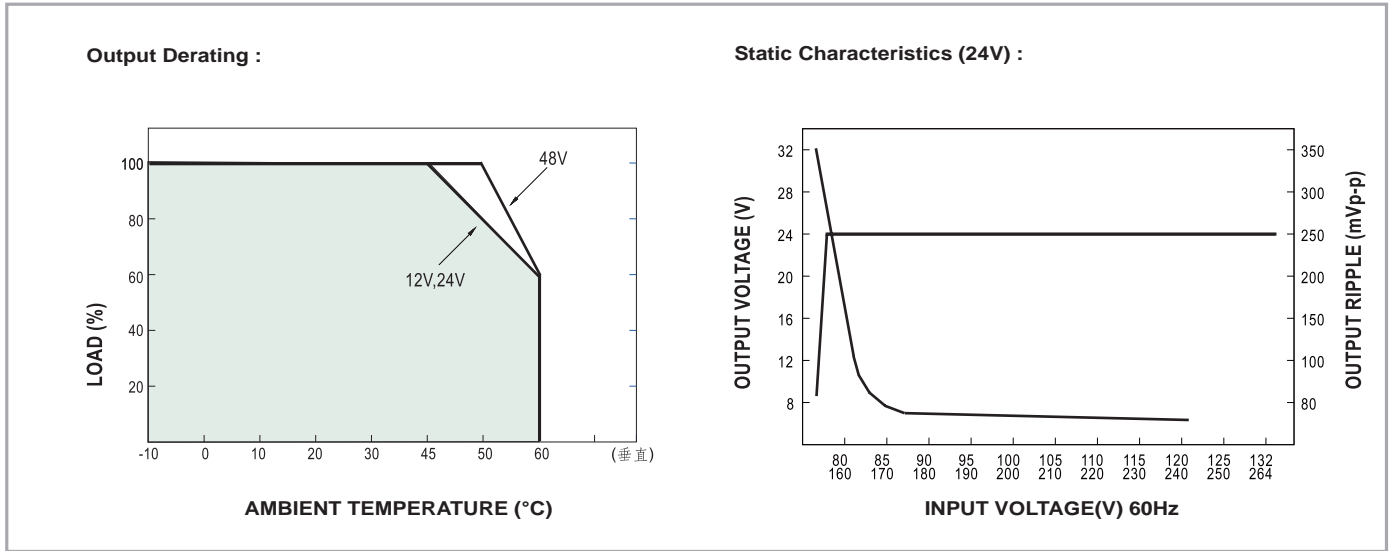 Output Derating :
100
80
60
40
20
LOAD (%)
48V
12V,24V
-10 0 10 20 30 45 50 60 (垂直)
AMBIENT TEMPERATURE (°C)
Static Characteristics (24V) :
32
28
24
20
16
12
8
OUTPUT VOLTAGE (V)
350
300
250
200
150
100
80
OUTPUT RIPPLE (mVp-p)
80 85 90 95 100 105 110 115 120 125 132
160 170 180 190 200 210 220 230 240 250 264
INPUT VOLTAGE(V) 60Hz